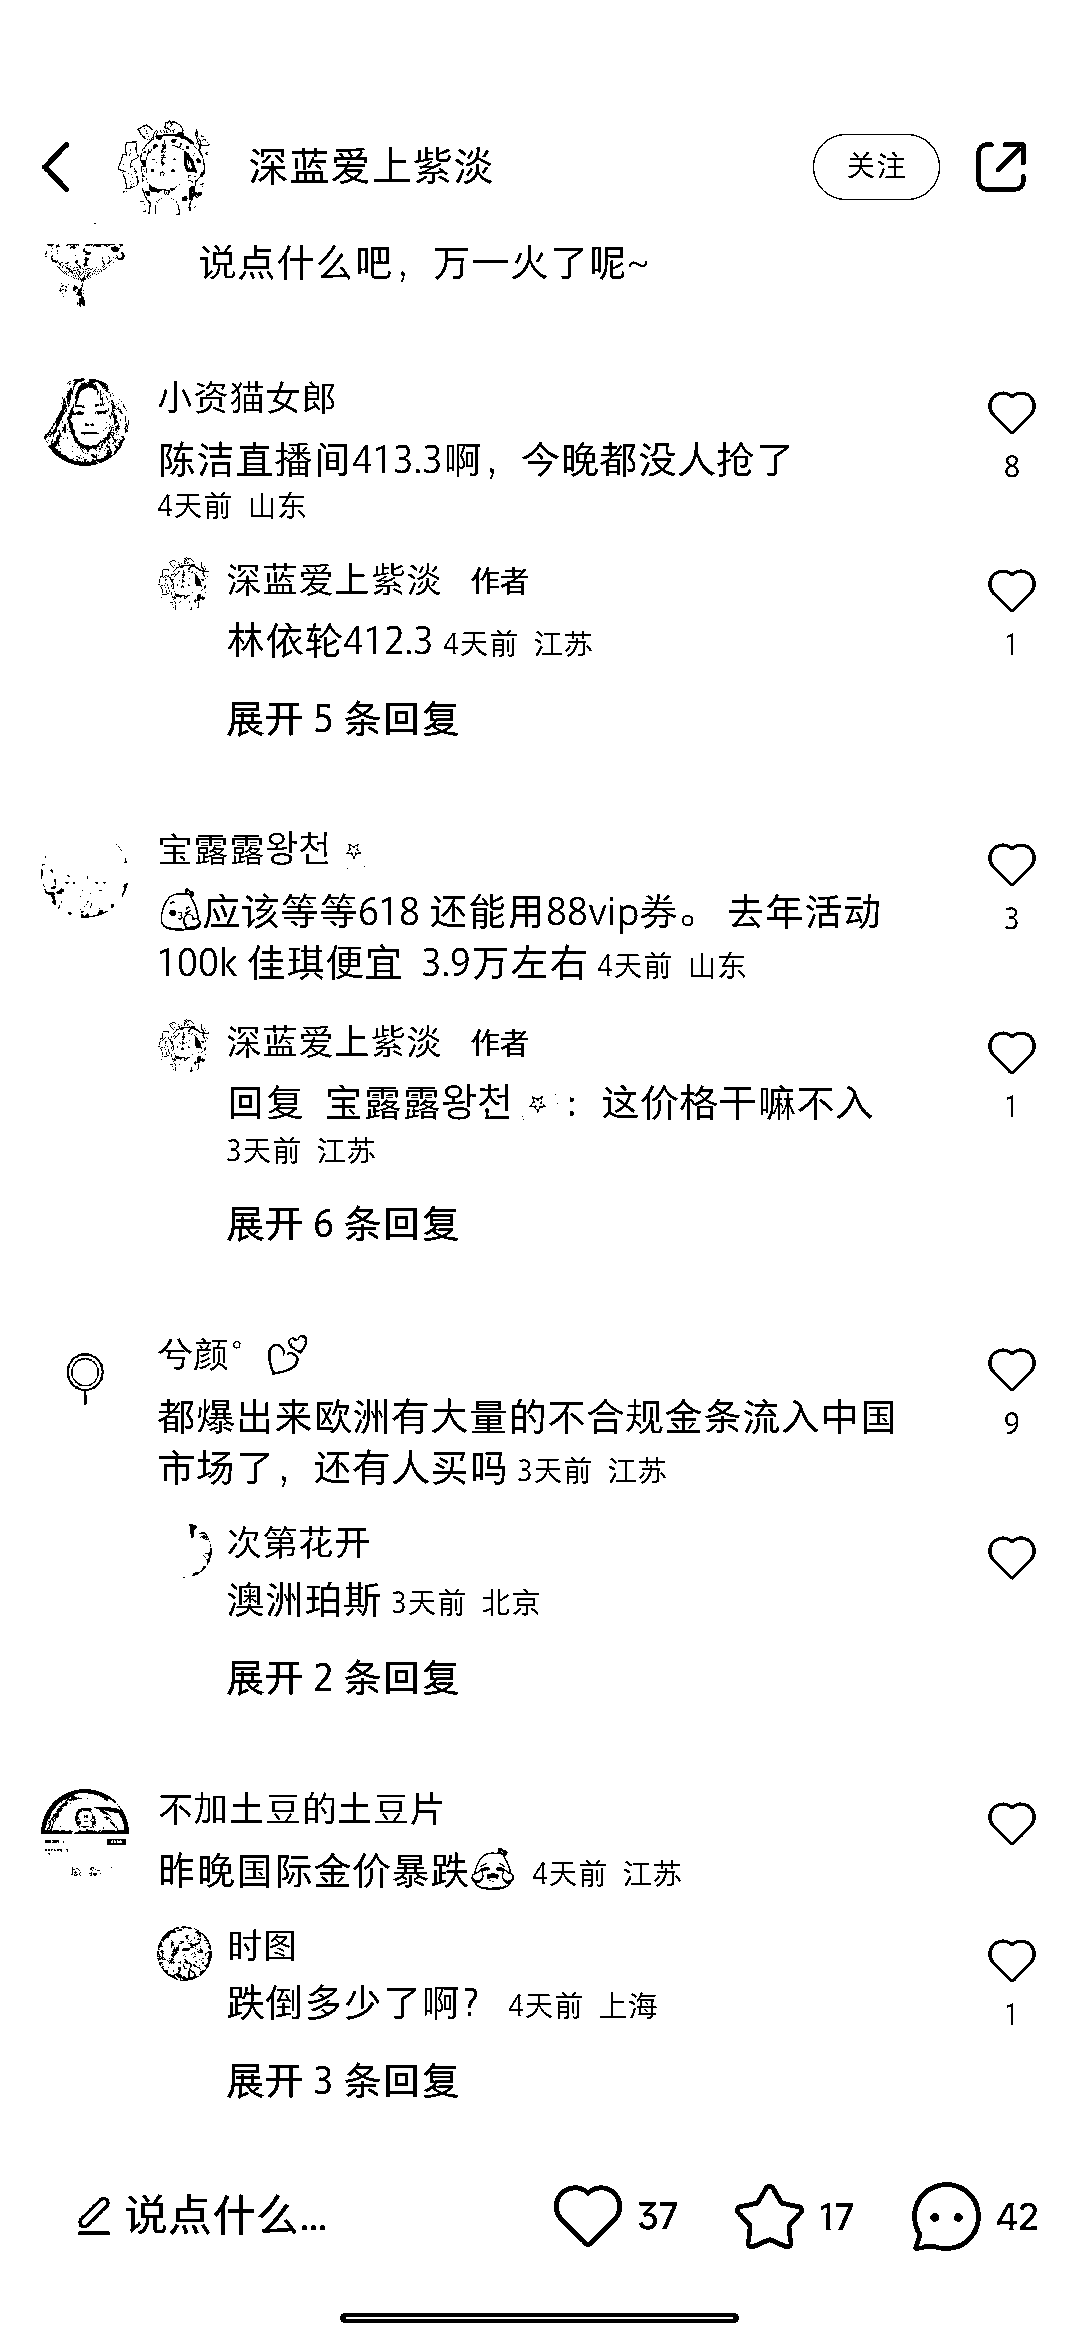 深蓝爱上紫淡
关注
说点什么吧，万一火了呢~
小资猫女郎
陈洁直播间413.3啊，今晚都没人抢了
8
4天前 山东
深蓝爱上紫淡 作者
林依轮412.3 4天前 江苏
1
展开 5 条回复
宝露露왕천
应该等等618 还能用88vip券。 去年活动
3
100k 佳琪便宜 3.9万左右 4天前 山东
深蓝爱上紫淡 作者
回复 宝露露왕천 ：这价格干嘛不入
1
3天前 江苏
展开 6 条回复
兮颜° 💕
都爆出来欧洲有大量的不合规金条流入中国
9
市场了，还有人买吗 3天前 江苏
次第花开
澳洲珀斯 3天前 北京
展开 2 条回复
不加土豆的土豆片
昨晚国际金价暴跌 4天前 江苏
时图
跌倒多少了啊？ 4天前 上海
1
展开 3 条回复
说点什么... 37 17 42